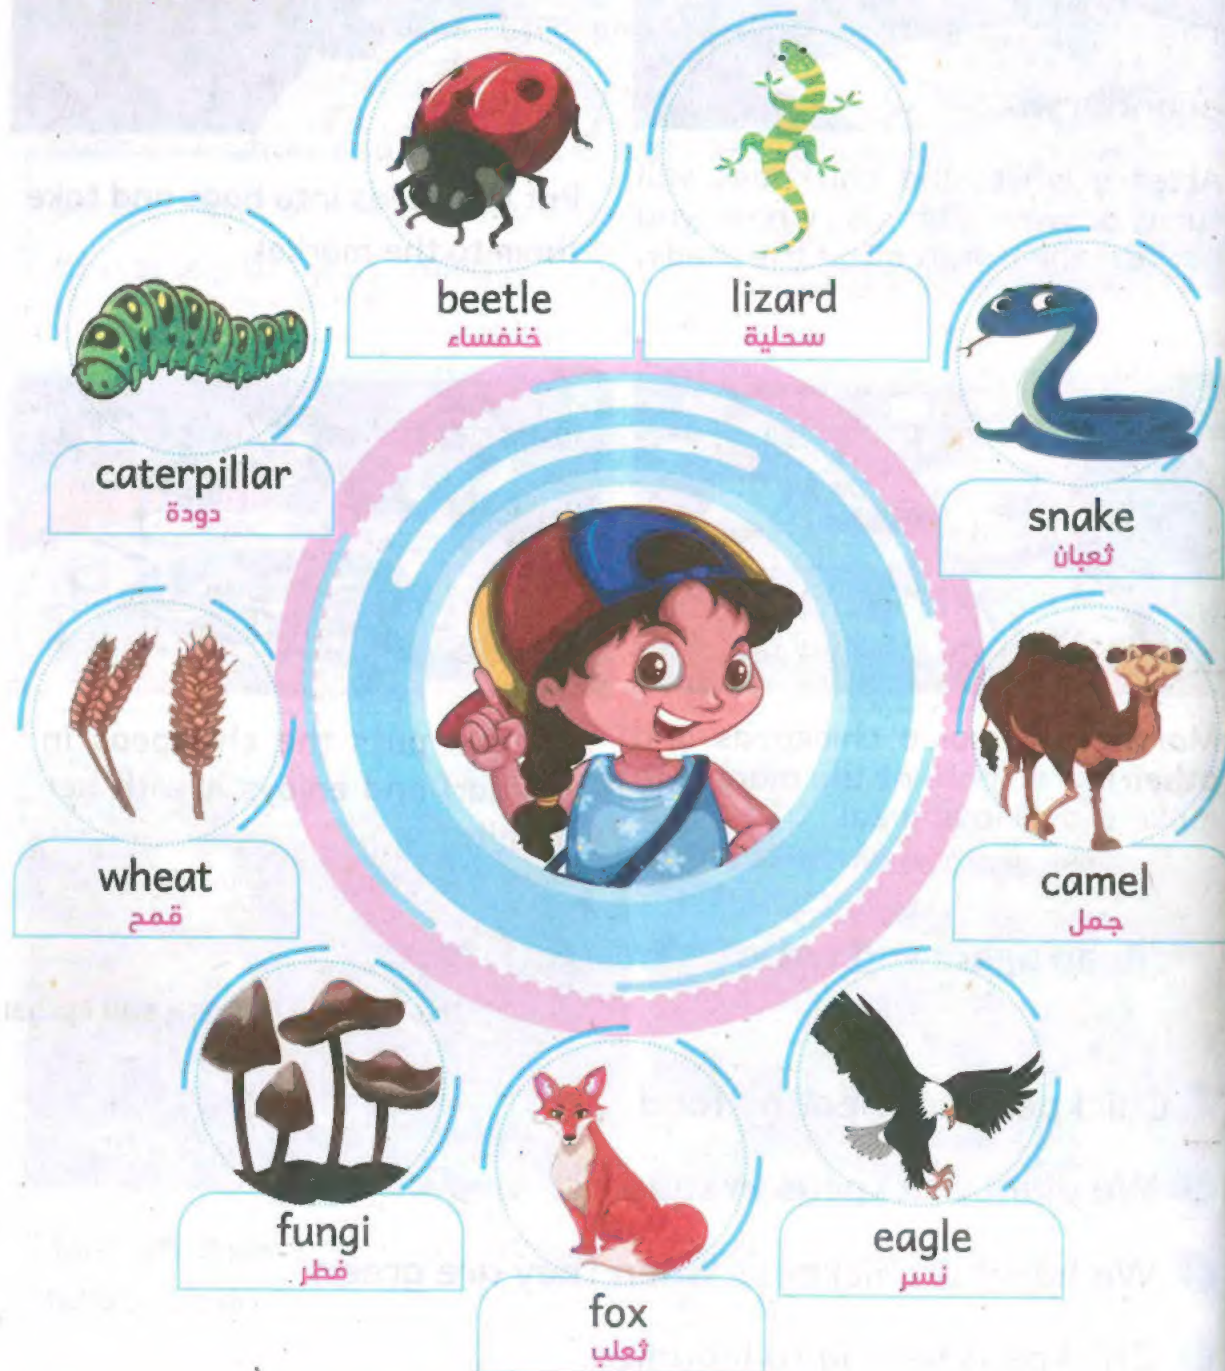 beetle
خنفساء
lizard
سحلية
caterpillar
دودة
snake
ثعبان
wheat
قمح
camel
جمل
fungi
فطر
fox
ثعلب
eagle
نسر